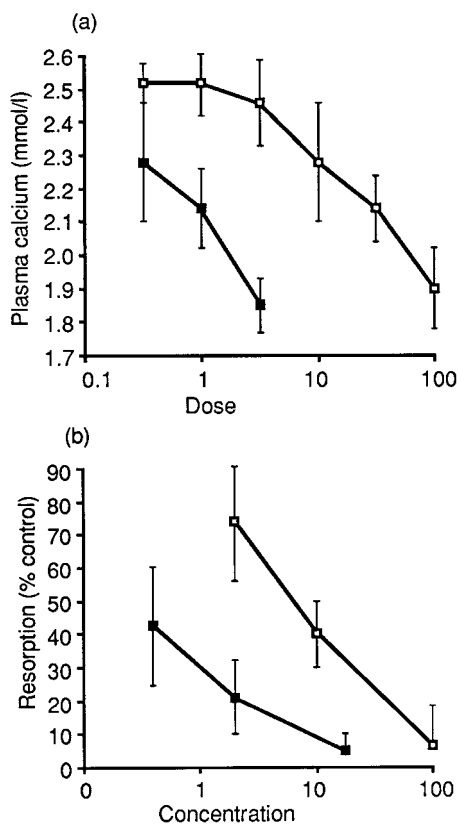 (a)
Plasma calcium (mmol/l)
2.6
2.5
2.4
2.3
2.2
2.1
2.0
1.9
1.8
1.7
0.1 1 10 100
Dose
(b)
Resorption (% control)
90
80
70
60
50
40
30
20
10
0
0 1 10 100
Concentration